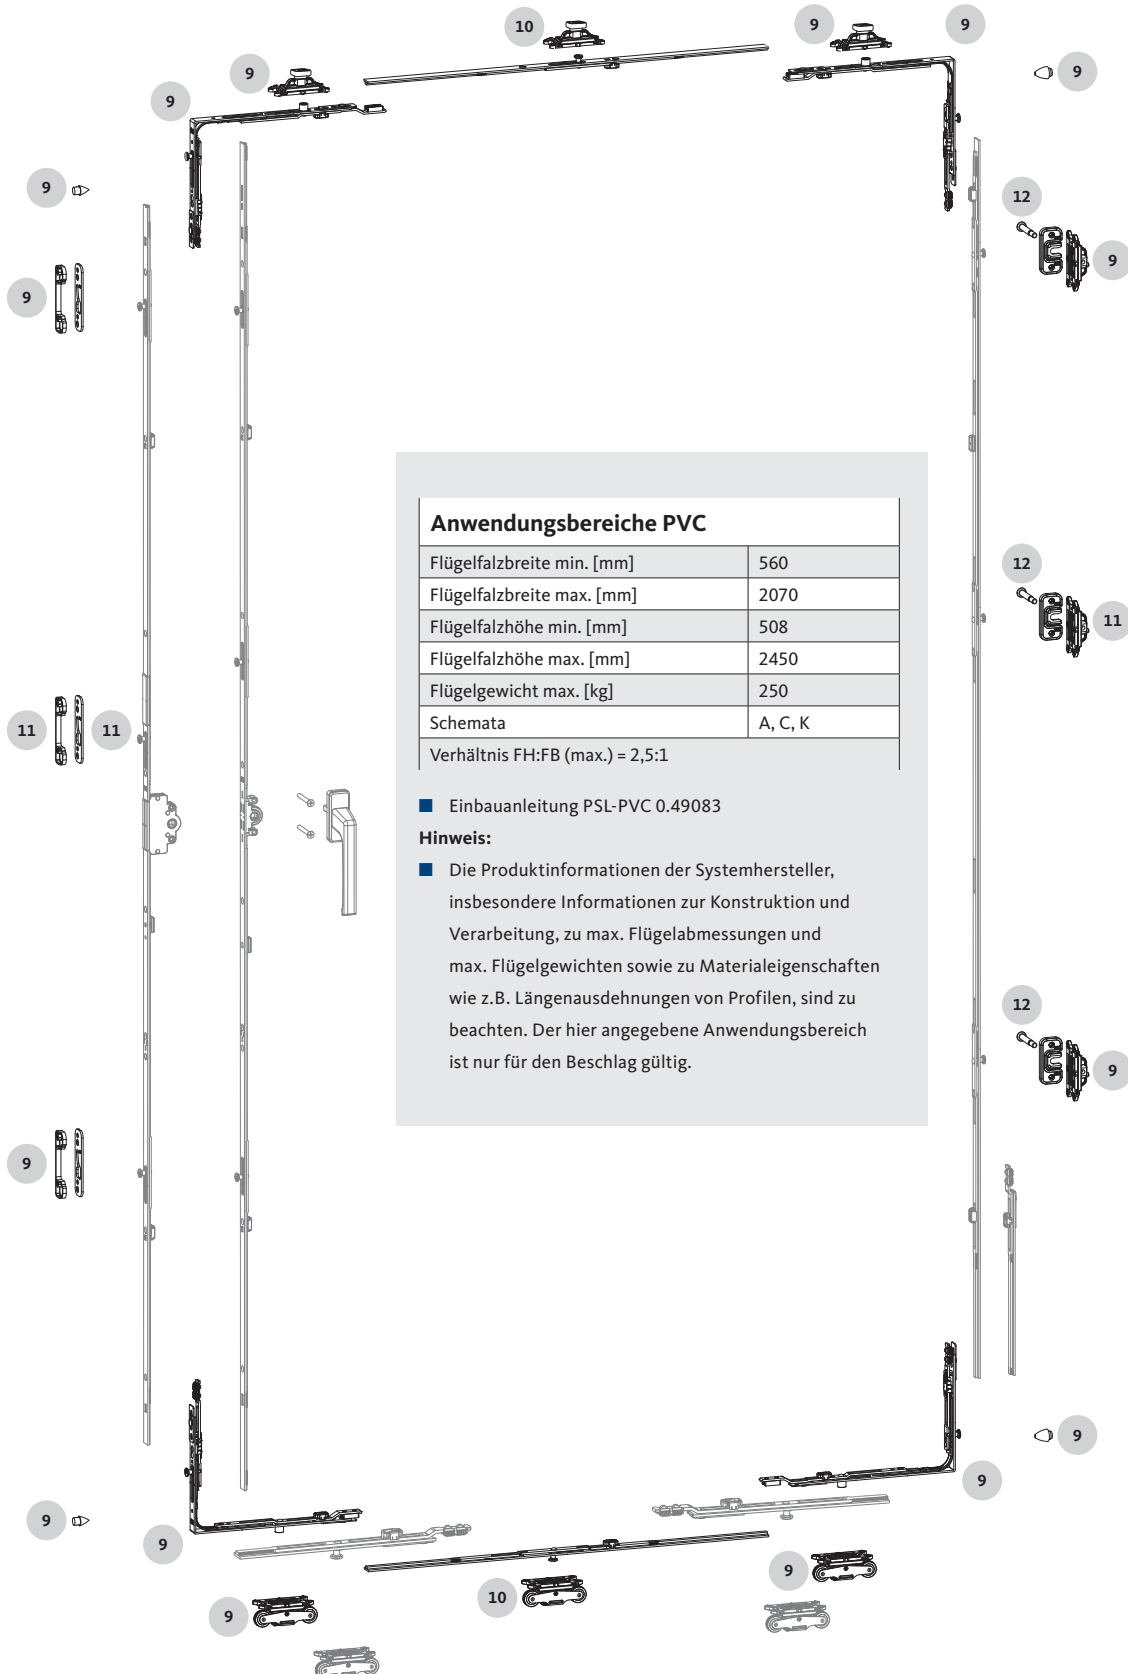 10
9
9
9
9
9
9
12
9
9
Anwendungsbereiche PVC
Flügelfalzbreite min. [mm] 560
Flügelfalzbreite max. [mm] 2070
Flügelfalzhöhe min. [mm] 508
Flügelfalzhöhe max. [mm] 2450
Flügelgewicht max. [kg] 250
Schemata A, C, K
Verhältnis FH:FB (max.) = 2,5:1
Einbauanleitung PSL-PVC 0.49083
Hinweis:
Die Produktinformationen der Systemhersteller,
insbesondere Informationen zur Konstruktion und
Verarbeitung, zu max. Flügelabmessungen und
max. Flügelgewichten sowie zu Materialeigenschaften
wie z.B. Längenausdehnungen von Profilen, sind zu
beachten. Der hier angegebene Anwendungsbereich
ist nur für den Beschlag gültig.
12
11
11
11
12
9
9
9
9
9
9
9
10
9